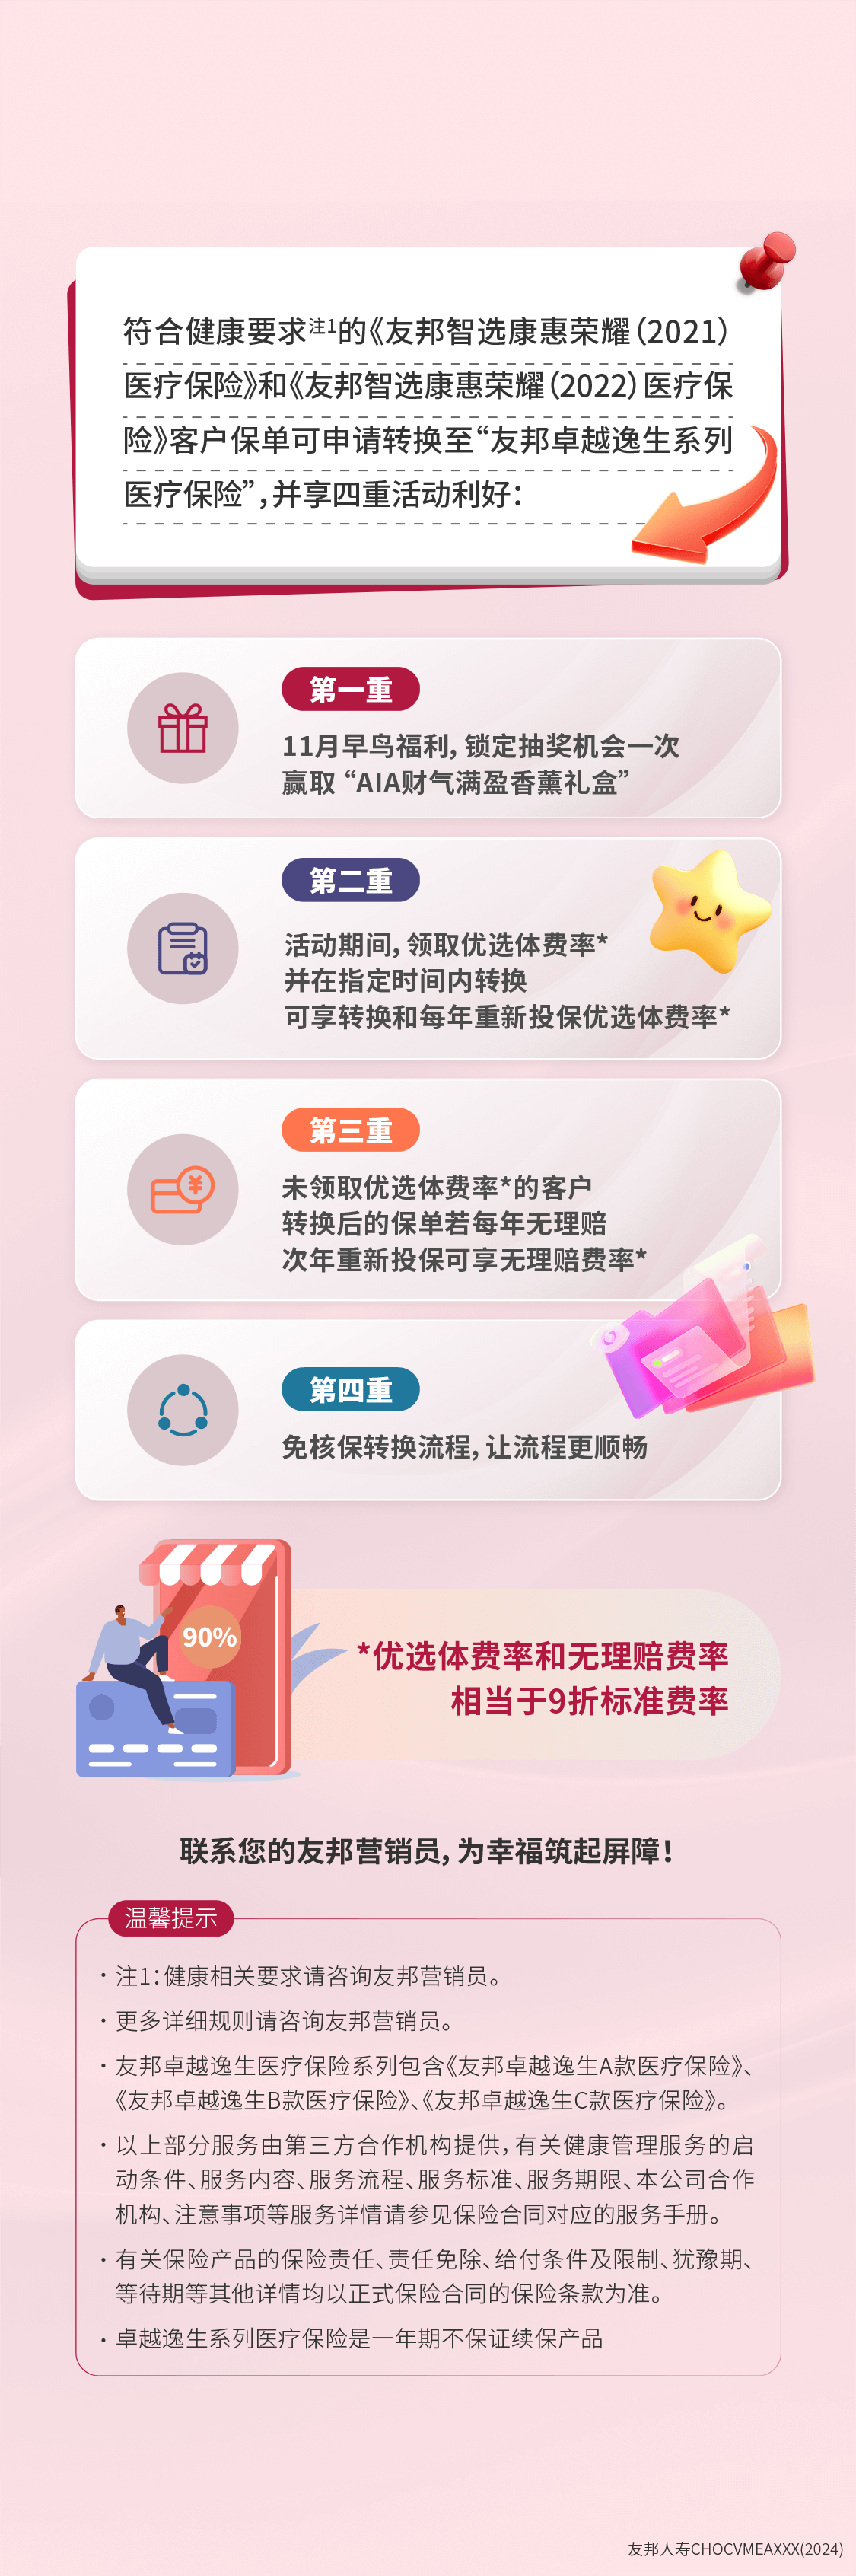 符合健康要求注1的《友邦智选康惠荣耀（2021）
医疗保险》和《友邦智选康惠荣耀（2022）医疗保
险》客户保单可申请转换至“友邦卓越逸生系列
医疗保险”，并享四重活动利好：
第一重
11月早鸟福利，锁定抽奖机会一次
赢取“AIA财气满盈香薰礼盒”
第二重
活动期间，领取优选体费率*
并在指定时间内转换
可享转换和每年重新投保优选体费率*
第三重
未领取优选体费率*的客户
转换后的保单若每年无理赔
次年重新投保可享无理赔费率*
第四重
免核保转换流程，让流程更顺畅
90%
*优选体费率和无理赔费率
相当于9折标准费率
联系您的友邦营销员，为幸福筑起屏障！
温馨提示
· 注1：健康相关要求请咨询友邦营销员。
· 更多详细规则请咨询友邦营销员。
· 友邦卓越逸生医疗保险系列包含《友邦卓越逸生A款医疗保险》、
《友邦卓越逸生B款医疗保险》、《友邦卓越逸生C款医疗保险》。
· 以上部分服务由第三方合作机构提供，有关健康管理服务的启
动条件、服务内容、服务流程、服务标准、服务期限、本公司合作
机构、注意事项等服务详情请参见保险合同对应的服务手册。
· 有关保险产品的保险责任、责任免除、给付条件及限制、犹豫期、
等待期等其他详情均以正式保险合同的保险条款为准。
· 卓越逸生系列医疗保险是一年期不保证续保产品
友邦人寿CHOCVMEAXXX(2024)